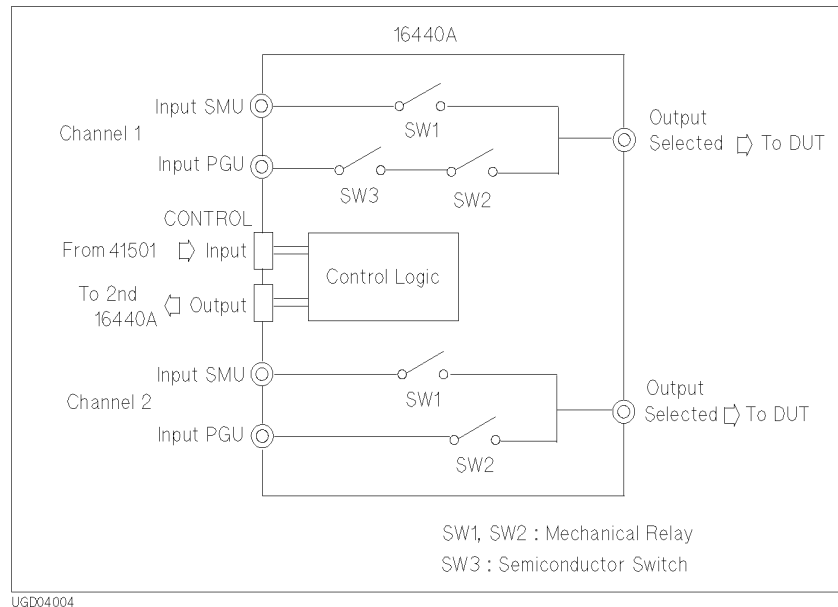 16440A
Input SMU
Channel 1
SW1
Input PGU
SW3
SW2
Output
Selected
To DUT
CONTROL
From 41501
Input
To 2nd
16440A
Output
Control Logic
Input SMU
Channel 2
SW1
Input PGU
SW2
Output
Selected
To DUT
SW1, SW2 : Mechanical Relay
SW3 : Semiconductor Switch
UGD04004